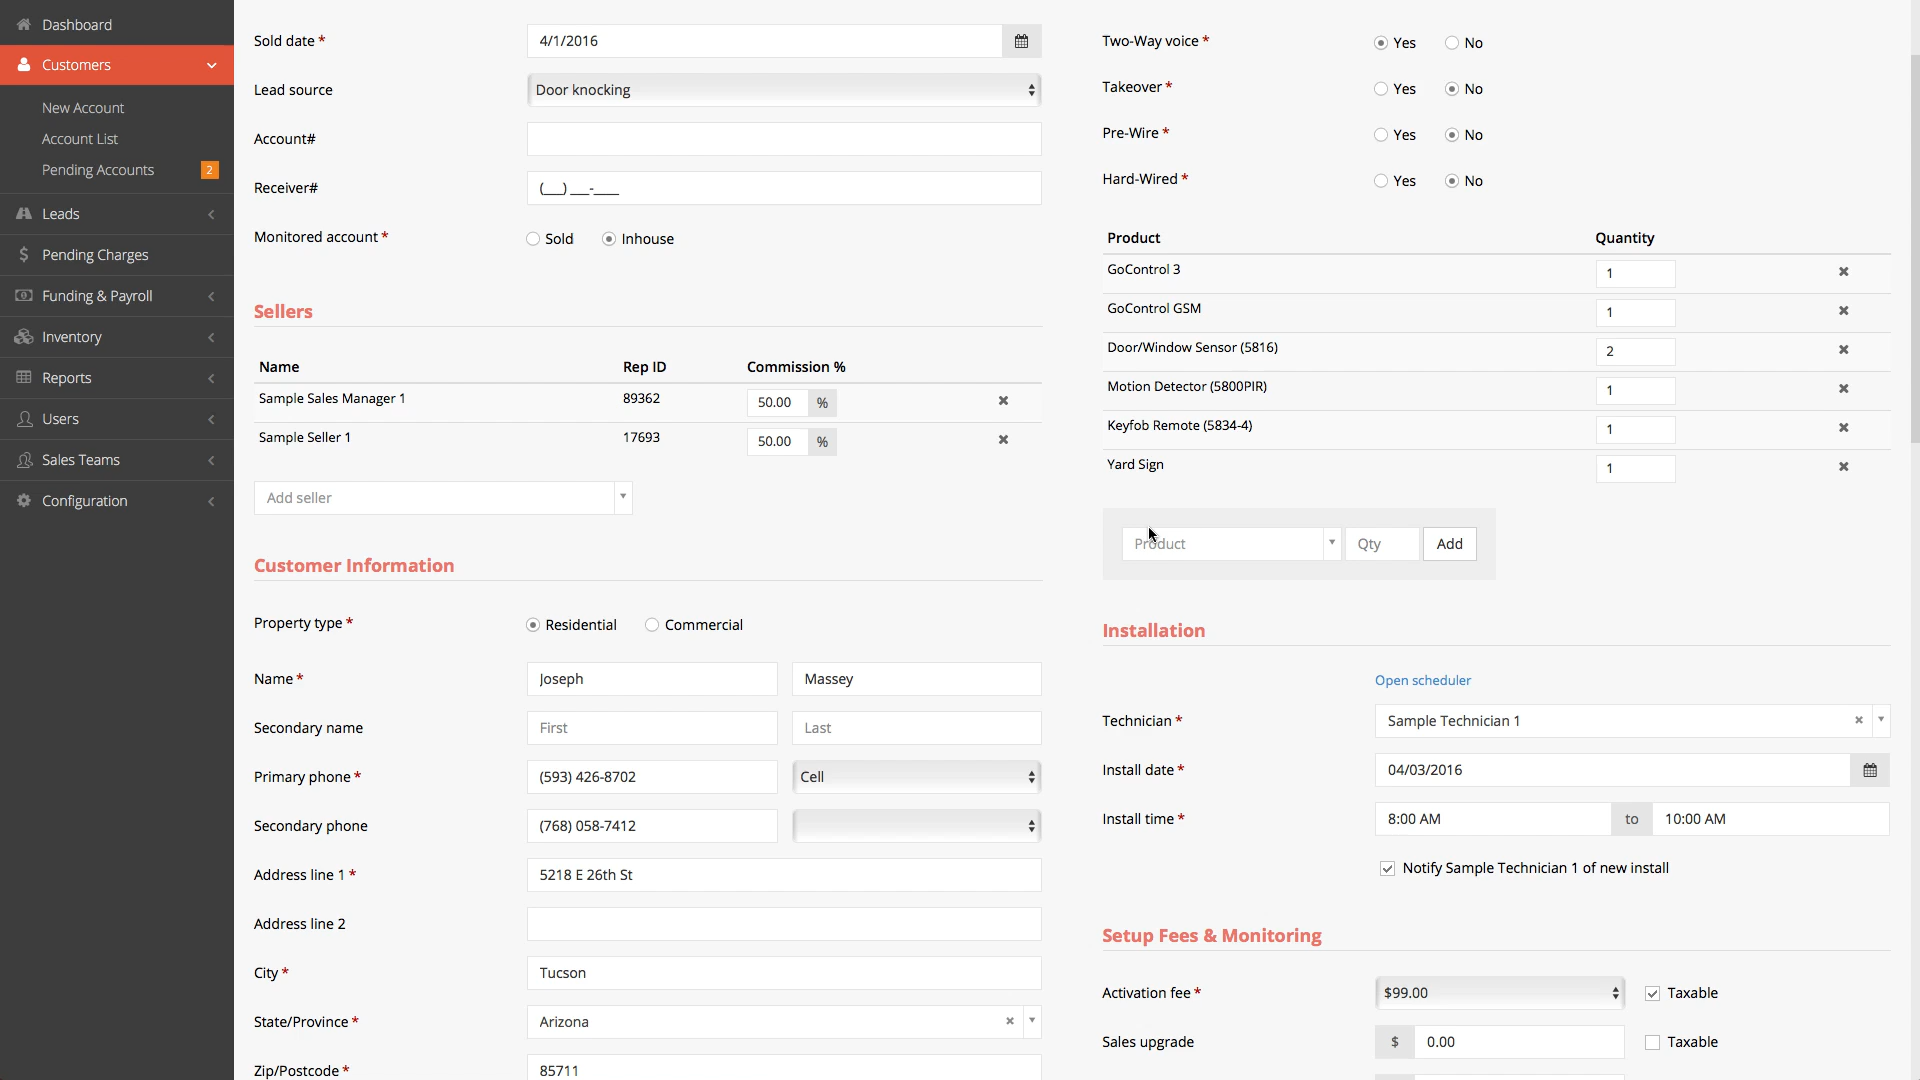 Dashboard
Customers
New Account
Account List
Pending Accounts 2
Leads
Pending Charges
Funding & Payroll
Inventory
Reports
Users
Sales Teams
Configuration
Sold date * 4/1/2016
Lead source Door knocking
Account#
Receiver# (___) ___-____
Monitored account * Sold Inhouse
Sellers
Name Rep ID Commission %
Sample Sales Manager 1 89362 50.00 %
Sample Seller 1 17693 50.00 %
Add seller
Customer Information
Property type * Residential Commercial
Name * Joseph Massey
Secondary name First Last
Primary phone * (593) 426-8702 Cell
Secondary phone (768) 058-7412
Address line 1 * 5218 E 26th St
Address line 2
City * Tucson
State/Province * Arizona
Zip/Postcode * 85711
Two-Way voice * Yes No
Takeover * Yes No
Pre-Wire * Yes No
Hard-Wired * Yes No
Product Quantity
GoControl 3 1
GoControl GSM 1
Door/Window Sensor (5816) 2
Motion Detector (5800PIR) 1
Keyfob Remote (5834-4) 1
Yard Sign 1
Product Qty Add
Installation
Open scheduler
Technician * Sample Technician 1
Install date * 04/03/2016
Install time * 8:00 AM to 10:00 AM
Notify Sample Technician 1 of new install
Setup Fees & Monitoring
Activation fee * $99.00 Taxable
Sales upgrade $ 0.00 Taxable